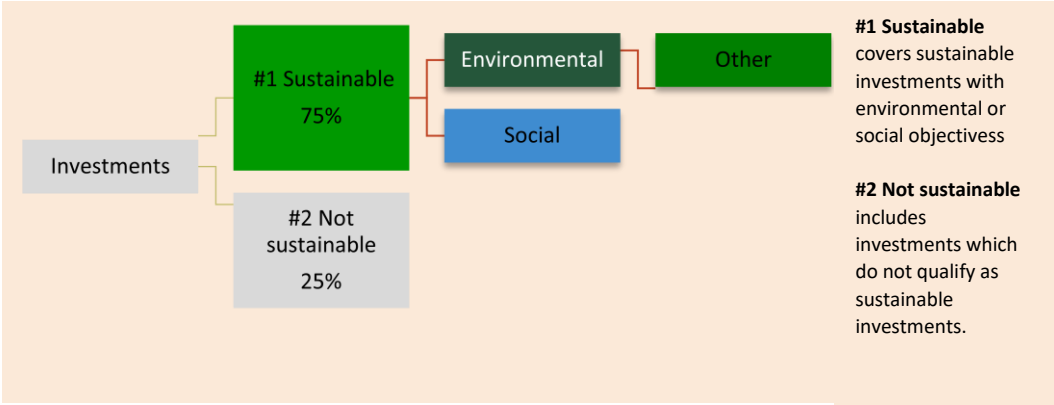 Investments
#1 Sustainable
75%
#2 Not
sustainable
25%
Environmental
Social
Other
#1 Sustainable
covers sustainable
investments with
environmental or
social objectivess
#2 Not sustainable
includes
investments which
do not qualify as
sustainable
investments.